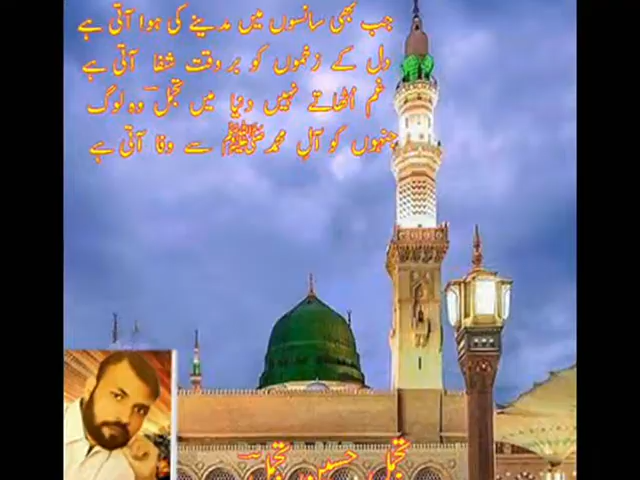 جب بھی سانسوں میں مدینے کی ہوا آتی ہے
دل کے زخموں کو بر وقت شفا آتی ہے
غم اُٹھاتے نہیں دنیا میں تجمل وہ لوگ
جنہوں کو آلِ محمد ﷺ سے وفا آتی ہے
تجمل حسین تجمل